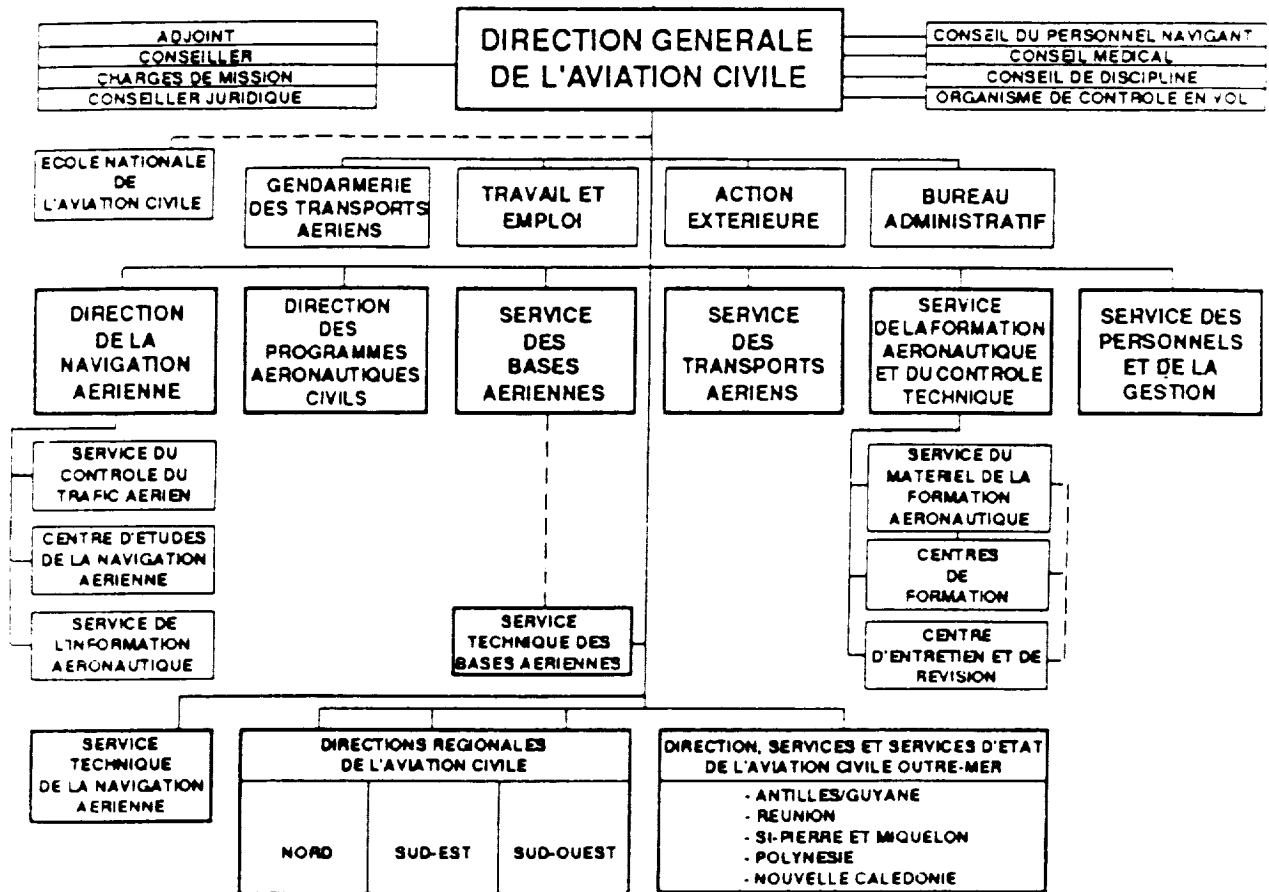 ADJOINT
CONSEILLER
CHARGES DE MISSION
CONSEILLER JURIDIQUE
DIRECTION GENERALE
DE L'AVIATION CIVILE
CONSEIL DU PERSONNEL NAVIGANT
CONSEIL MEDICAL
CONSEIL DE DISCIPLINE
ORGANISME DE CONTROLE EN VOL
ECOLE NATIONALE
DE
L'AVIATION CIVILE
GENDARMERIE
DES TRANSPORTS
AERIENS
TRAVAIL ET
EMPLOI
ACTION
EXTERIEURE
BUREAU
ADMINISTRATIF
DIRECTION
DE LA
NAVIGATION
AERIENNE
DIRECTION
DES
PROGRAMMES
AERONAUTIQUES
CIVILS
SERVICE
DES
BASES
AERIENNES
SERVICE
DES
TRANSPORTS
AERIENS
SERVICE
DE LA FORMATION
AERONAUTIQUE
ET DU CONTROLE
TECHNIQUE
SERVICE DES
PERSONNELS
ET DE LA
GESTION
SERVICE DU
CONTROLE DU
TRAFIC AERIEN
CENTRE D'ETUDES
DE LA NAVIGATION
AERIENNE
SERVICE DE
L'INFORMATION
AERONAUTIQUE
SERVICE
TECHNIQUE DES
BASES AERIENNES
SERVICE DU
MATERIEL DE LA
FORMATION
AERONAUTIQUE
CENTRES
DE
FORMATION
CENTRE
D'ENTRETIEN ET DE
REVISION
SERVICE
TECHNIQUE
DE LA NAVIGATION
AERIENNE
DIRECTIONS REGIONALES
DE L'AVIATION CIVILE
NORD
SUD-EST
SUD-OUEST
DIRECTION, SERVICES ET SERVICES D'ETAT
DE L'AVIATION CIVILE OUTRE-MER
- ANTILLES/GUYANE
- REUNION
- St-PIERRE ET MIQUELON
- POLYNESIE
- NOUVELLE CALEDONIE